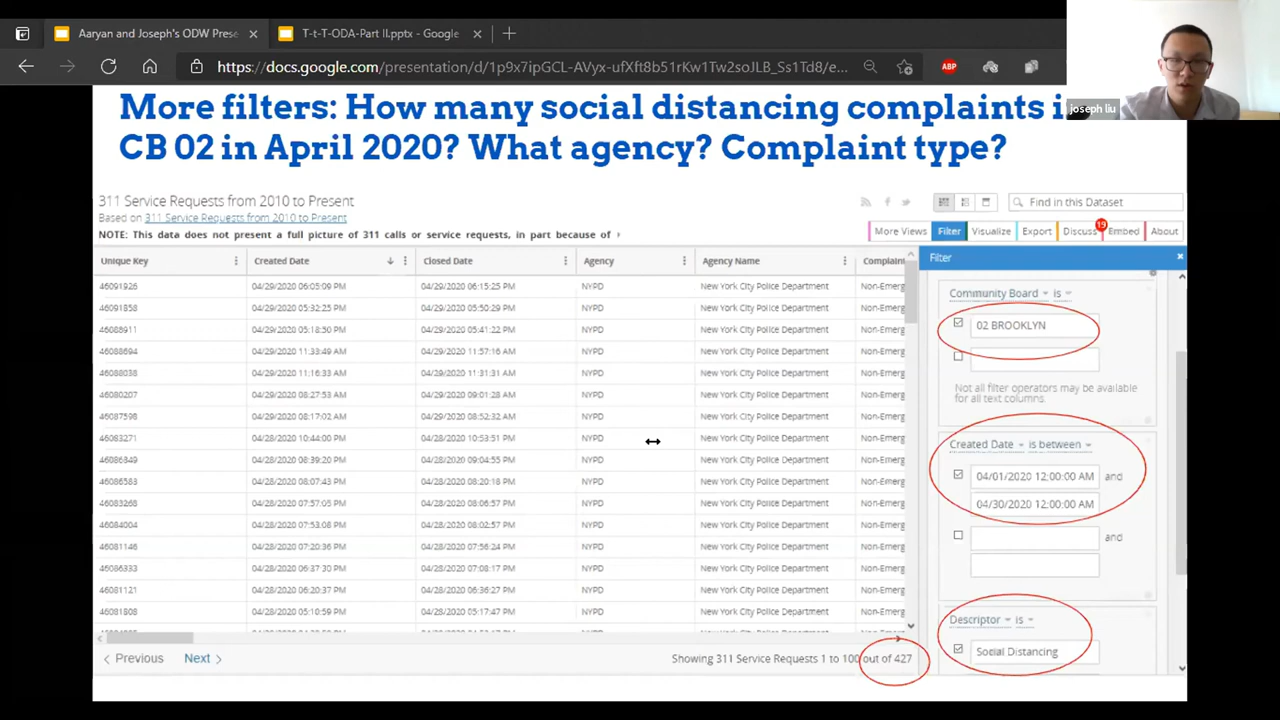 Aaryan and Joseph's ODW Prese
T-t-T-ODA-Part II.pptx - Google
https://docs.google.com/presentation/d/1p9x7ipGCL-AVyx-ufXft8b51rKw1Tw2soJLB_Ss1Td8/e...
ABP
joseph liu
More filters: How many social distancing complaints i
CB 02 in April 2020? What agency? Complaint type?
311 Service Requests from 2010 to Present
Based on 311 Service Requests from 2010 to Present
Find in this Dataset
NOTE: This data does not present a full picture of 311 calls or service requests, in part because of
More Views Filter Visualize Export Discuss 19 Embed About
Unique Key Created Date Closed Date Agency Agency Name Complain
Filter
46091926 04/29/2020 06:05:09 PM 04/29/2020 06:15:25 PM NYPD New York City Police Department Non-Emerg
46091858 04/29/2020 05:32:25 PM 04/29/2020 05:50:29 PM NYPD New York City Police Department Non-Emerg
46088911 04/29/2020 05:18:50 PM 04/29/2020 05:41:22 PM NYPD New York City Police Department Non-Emerg
46088694 04/29/2020 11:33:49 AM 04/29/2020 11:57:16 AM NYPD New York City Police Department Non-Emerg
46088038 04/29/2020 11:16:33 AM 04/29/2020 11:31:31 AM NYPD New York City Police Department Non-Emerg
46080207 04/29/2020 08:27:53 AM 04/29/2020 09:01:28 AM NYPD New York City Police Department Non-Emerg
46087598 04/29/2020 08:17:02 AM 04/29/2020 08:52:32 AM NYPD New York City Police Department Non-Emerg
46083271 04/28/2020 10:44:00 PM 04/28/2020 10:53:51 PM NYPD New York City Police Department Non-Emerg
46086849 04/28/2020 08:39:20 PM 04/28/2020 09:04:55 PM NYPD New York City Police Department Non-Emerg
46086583 04/28/2020 08:07:43 PM 04/28/2020 08:20:18 PM NYPD New York City Police Department Non-Emerg
46083268 04/28/2020 07:57:05 PM 04/28/2020 08:06:57 PM NYPD New York City Police Department Non-Emerg
46084004 04/28/2020 07:53:08 PM 04/28/2020 08:02:57 PM NYPD New York City Police Department Non-Emerg
46081146 04/28/2020 07:20:36 PM 04/28/2020 07:56:24 PM NYPD New York City Police Department Non-Emerg
46086333 04/28/2020 06:37:30 PM 04/28/2020 07:08:17 PM NYPD New York City Police Department Non-Emerg
46081121 04/28/2020 06:20:37 PM 04/28/2020 06:36:27 PM NYPD New York City Police Department Non-Emerg
46081808 04/28/2020 05:10:59 PM 04/28/2020 05:17:47 PM NYPD New York City Police Department Non-Emerg
Community Board is
02 BROOKLYN
Not all filter operators may be available
for all text columns.
Created Date is between
04/01/2020 12:00:00 AM and
04/30/2020 12:00:00 AM
and
Descriptor is
Social Distancing
Previous Next
Showing 311 Service Requests 1 to 100 out of 427